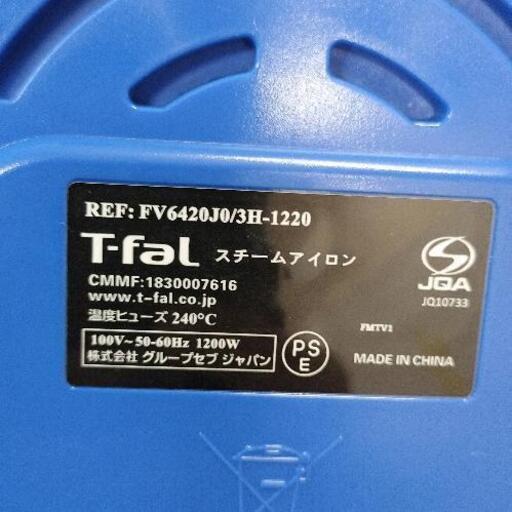 REF: FV6420J0/3H-1220
T-faL スチームアイロン
CMMF:1830007616
www.t-fal.co.jp
温度ヒューズ 240°C
100V~50-60Hz 1200W
株式会社 グループセブ ジャパン
PS
E
JQA
JQ10733
FMTV1
MADE IN CHINA